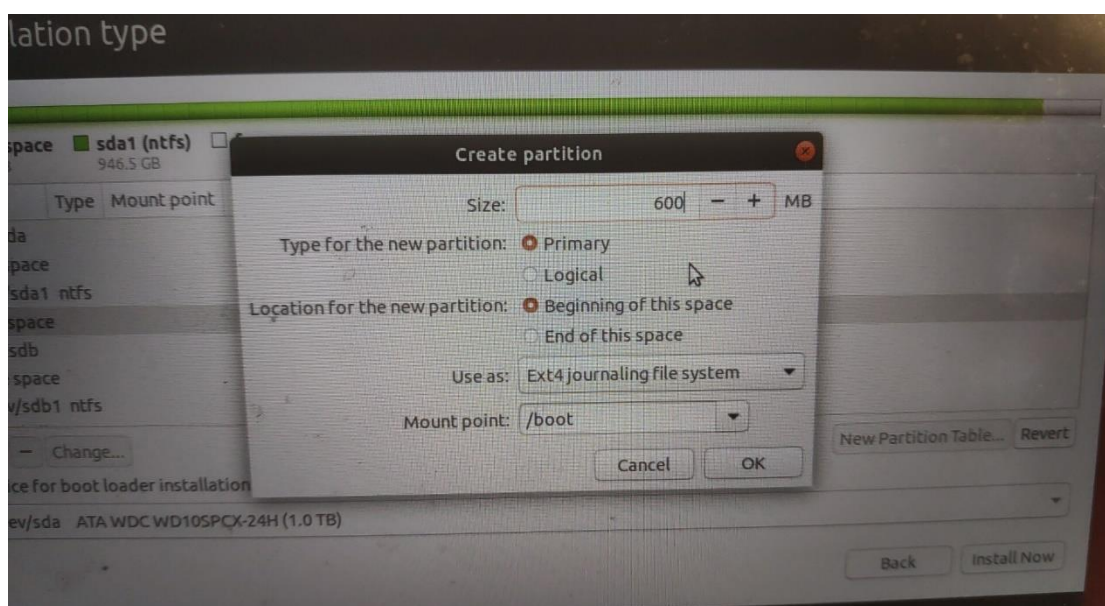 lation type
space sda1 (ntfs)
946.5 GB
Create partition
Type Mount point
Size: 600 - + MB
da
Type for the new partition: Primary
pace
Logical
sda1 ntfs
Location for the new partition: Beginning of this space
space
End of this space
sdb
space
Use as: Ext4 journaling file system
v/sdb1 ntfs
Mount point: /boot
New Partition Table... Revert
- Change...
Cancel OK
ice for boot loader installation
ev/sda ATA WDC WD10SPCX-24H (1.0 TB)
Back Install Now